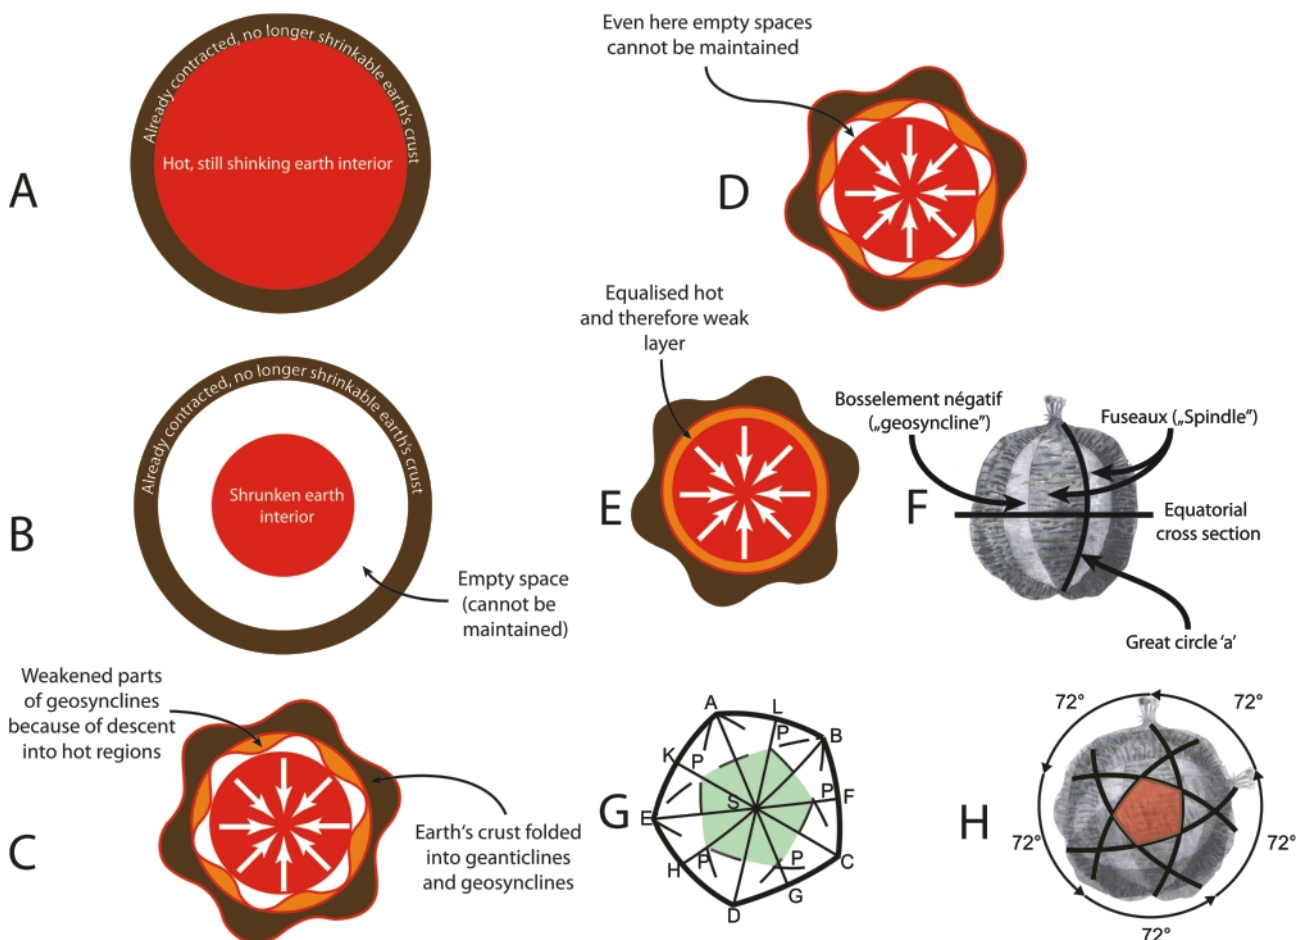 Already contracted, no longer shrinkable earth's crust
Hot, still shinking earth interior
A
Already contracted, no longer shrinkable earth's crust
Shrunken earth
interior
B
Empty space
(cannot be
maintained)
Weakened parts
of geosynclines
because of descent
into hot regions
C
Earth's crust folded
into geanticlines
and geosynclines
Even here empty spaces
cannot be maintained
D
Equalised hot
and therefore weak
layer
E
Bosselement négatif
(„geosyncline”)
Fuseaux („Spindle”)
F
Equatorial
cross section
Great circle ‘a’
G
A
L
P
B
K
P
S
P
F
E
H
P
P
C
D
G
H
72°
72°
72°
72°
72°